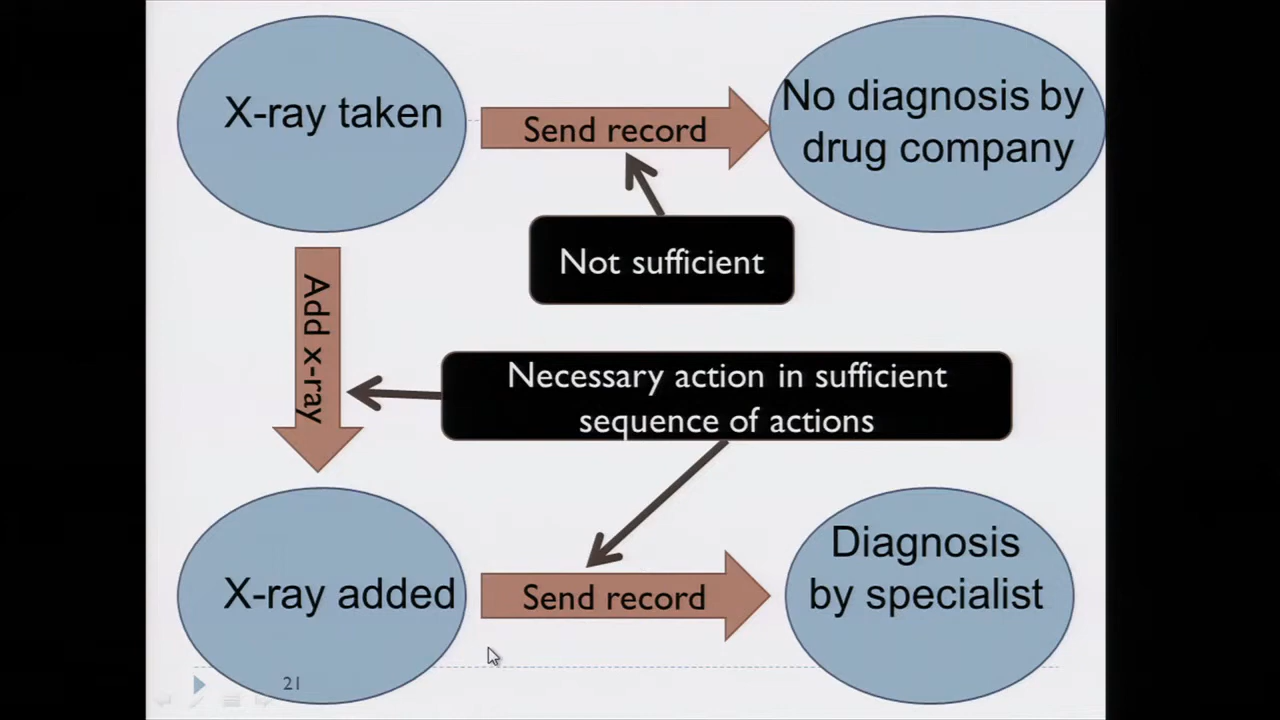 X-ray taken
Send record
No diagnosis by
drug company
Not sufficient
Add x-ray
Necessary action in sufficient
sequence of actions
X-ray added
Send record
Diagnosis
by specialist
21